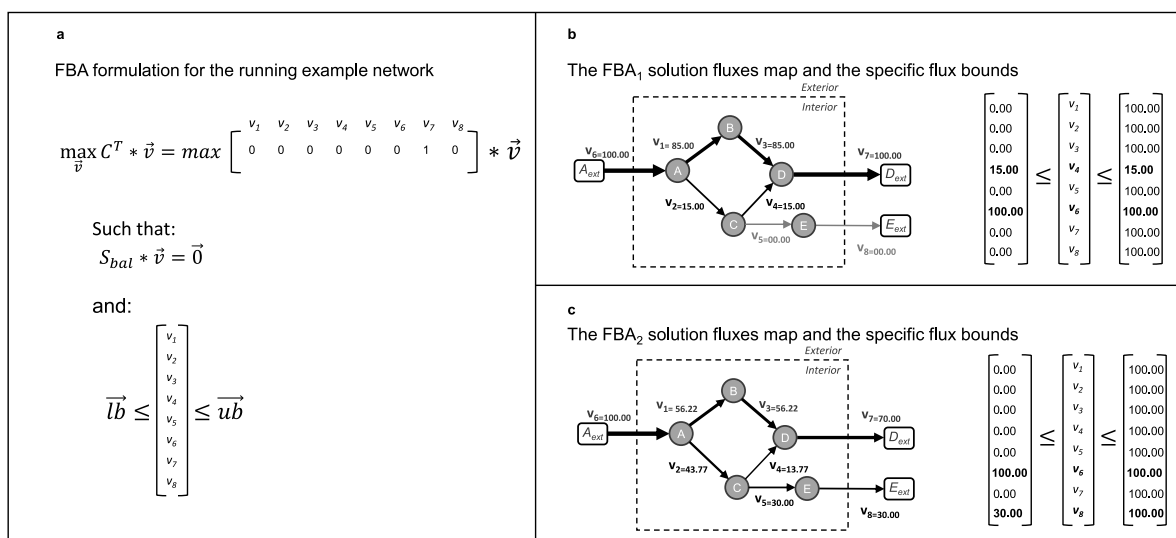 a
FBA formulation for the running example network
v1 v2 v3 v4 v5 v6 v7 v8
max C^T * v⃗ = max [ 0 0 0 0 0 0 1 0 ] * v⃗
v⃗
Such that:
S_bal * v⃗ = 0⃗
and:
lb ≤ [ v1 v2 v3 v4 v5 v6 v7 v8 ] ≤ ub
b
The FBA1 solution fluxes map and the specific flux bounds
Exterior
Interior
B
v1= 85.00
v3=85.00
v6=100.00
v7=100.00
A_ext
A
D
D_ext
v2=15.00
v4=15.00
C
E
E_ext
v5=00.00
v8=00.00
0.00 v1 100.00
0.00 v2 100.00
0.00 v3 100.00
15.00 v4 15.00
0.00 ≤ v5 ≤ 100.00
100.00 v6 100.00
0.00 v7 100.00
0.00 v8 100.00
c
The FBA2 solution fluxes map and the specific flux bounds
Exterior
Interior
B
v1= 56.22
v3=56.22
v6=100.00
v7=70.00
A_ext
A
D
D_ext
v2=43.77
v4=13.77
C
E
E_ext
v5=30.00
v8=30.00
0.00 v1 100.00
0.00 v2 100.00
0.00 v3 100.00
0.00 v4 100.00
0.00 ≤ v5 ≤ 100.00
100.00 v6 100.00
0.00 v7 100.00
30.00 v8 100.00